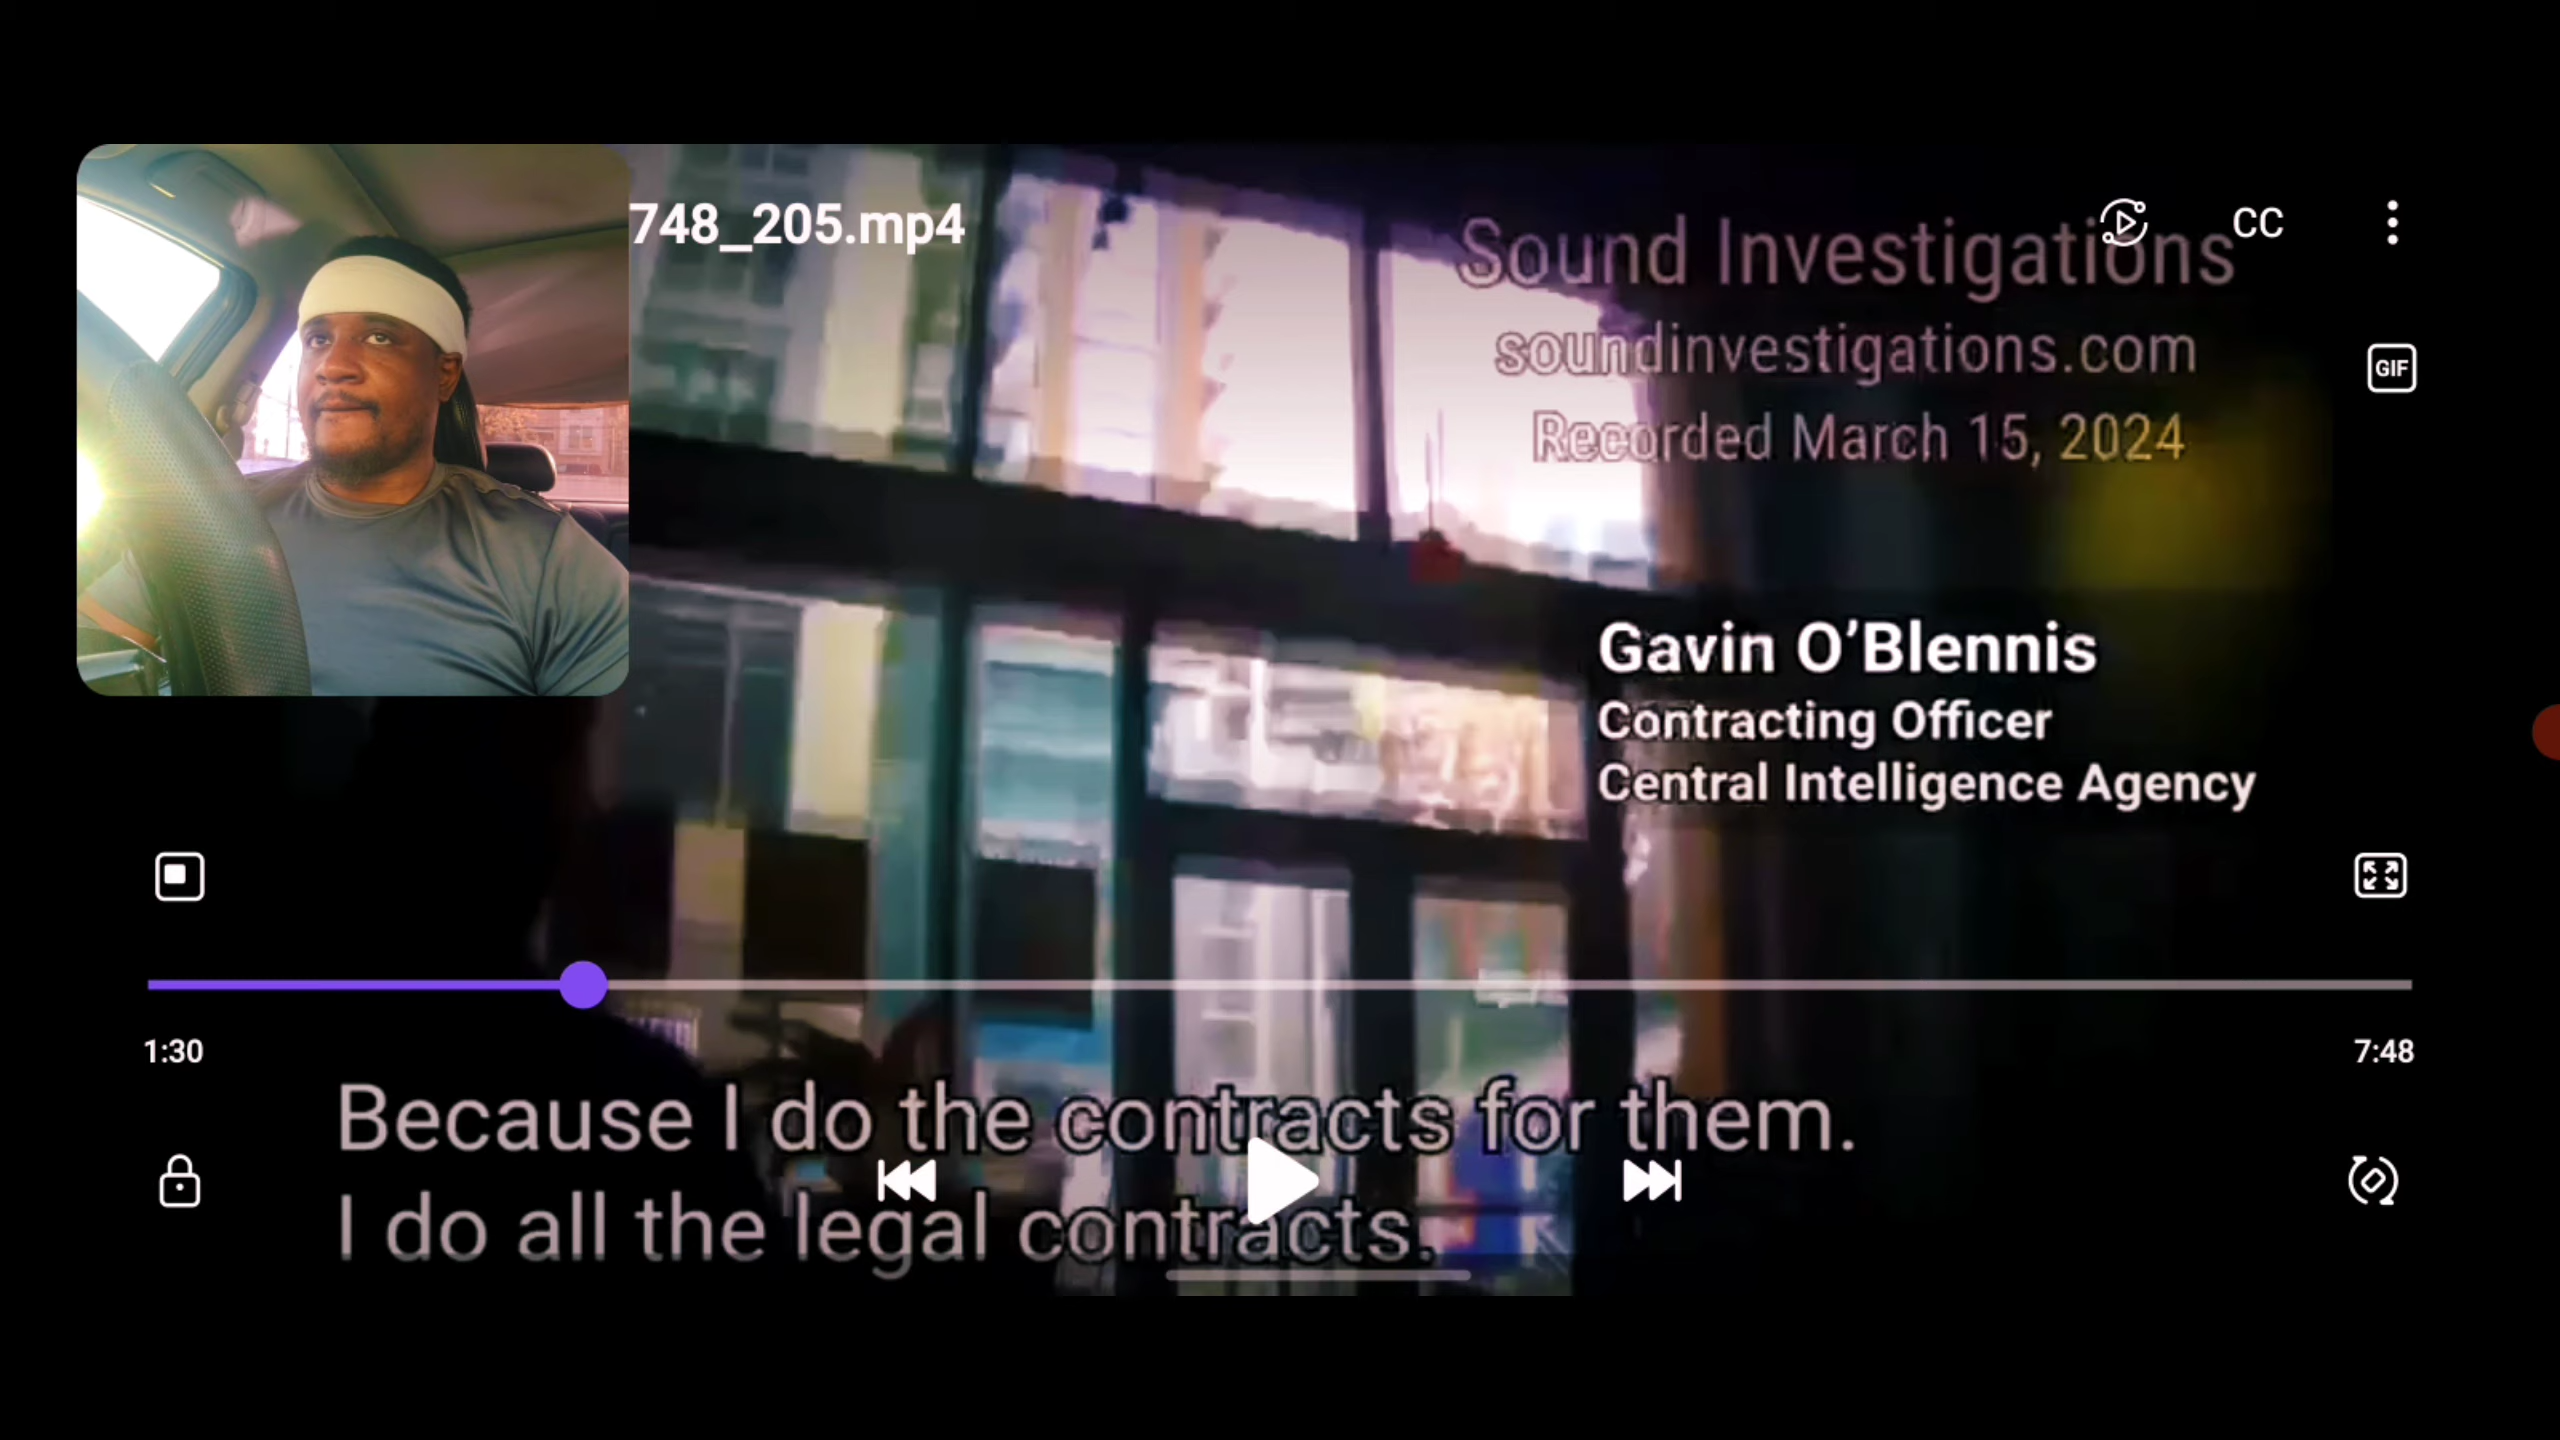 748_205.mp4
CC
Sound Investigations
soundinvestigations.com
Recorded March 15, 2024
GIF
Gavin O'Blennis
Contracting Officer
Central Intelligence Agency
1:30
7:48
Because I do the contracts for them.
I do all the legal contracts.